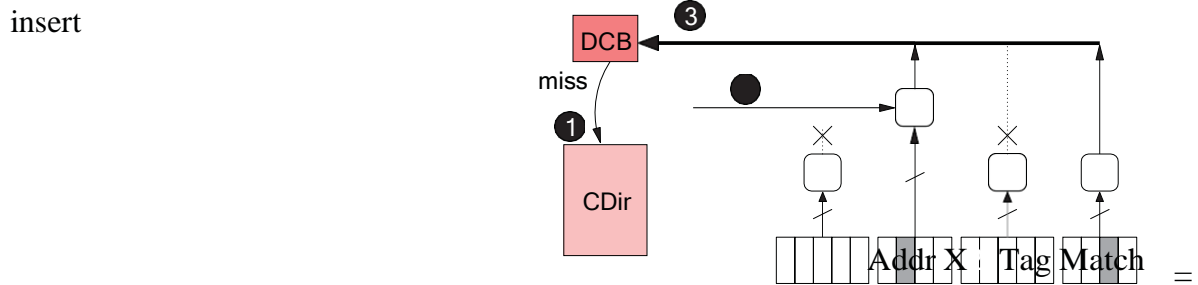 insert
3
DCB
miss
1
CDir
Addr X Tag Match =